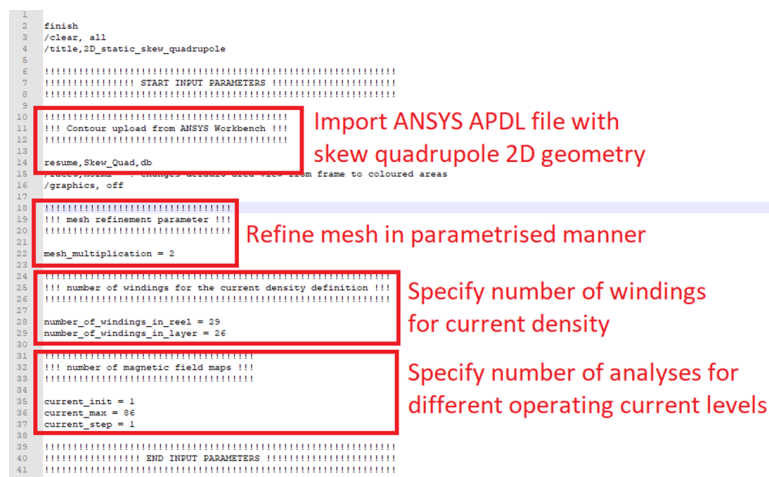 1
2 finish
3 /clear, all
4 /title,2D_static_skew_quadrupole
5
6 !!!!!!!!!!!!!!!!!!!!!!!!!!!!!!!!!!!!!!!!!!!!!!!!!!!!!!!!!!!!!!
7 !!!!!!!!!!!!!!!! START INPUT PARAMETERS !!!!!!!!!!!!!!!!!!!!!!
8 !!!!!!!!!!!!!!!!!!!!!!!!!!!!!!!!!!!!!!!!!!!!!!!!!!!!!!!!!!!!!!
9
10 !!!!!!!!!!!!!!!!!!!!!!!!!!!!!!!!!!!!!!!!!!!
11 !!! Contour upload from ANSYS Workbench !!!
12 !!!!!!!!!!!!!!!!!!!!!!!!!!!!!!!!!!!!!!!!!!!
13
14 resume,Skew_Quad,db
15 from frame to coloured areas
16 /graphics, off
17
18 !!!!!!!!!!!!!!!!!!!!!!!!!!!!!!!!!
19 !!! mesh refinement parameter !!!
20 !!!!!!!!!!!!!!!!!!!!!!!!!!!!!!!!!
21
22 mesh_multiplication = 2
23
24 !!!!!!!!!!!!!!!!!!!!!!!!!!!!!!!!!!!!!!!!!!!!!!!!!!!!!!!!!!!!!
25 !!! number of windings for the current density definition !!!
26 !!!!!!!!!!!!!!!!!!!!!!!!!!!!!!!!!!!!!!!!!!!!!!!!!!!!!!!!!!!!!
27
28 number_of_windings_in_reel = 29
29 number_of_windings_in_layer = 26
30
31 !!!!!!!!!!!!!!!!!!!!!!!!!!!!!!!!!!!!!
32 !!! number of magnetic field maps !!!
33 !!!!!!!!!!!!!!!!!!!!!!!!!!!!!!!!!!!!!
34
35 current_init = 1
36 current_max = 86
37 current_step = 1
38
39 !!!!!!!!!!!!!!!!!!!!!!!!!!!!!!!!!!!!!!!!!!!!!!!!!!!!!!!!!!!!!!
40 !!!!!!!!!!!!!!!!! END INPUT PARAMETERS !!!!!!!!!!!!!!!!!!!!!!!
41 !!!!!!!!!!!!!!!!!!!!!!!!!!!!!!!!!!!!!!!!!!!!!!!!!!!!!!!!!!!!!!
Import ANSYS APDL file with
skew quadrupole 2D geometry
Refine mesh in parametrised manner
Specify number of windings
for current density
Specify number of analyses for
different operating current levels